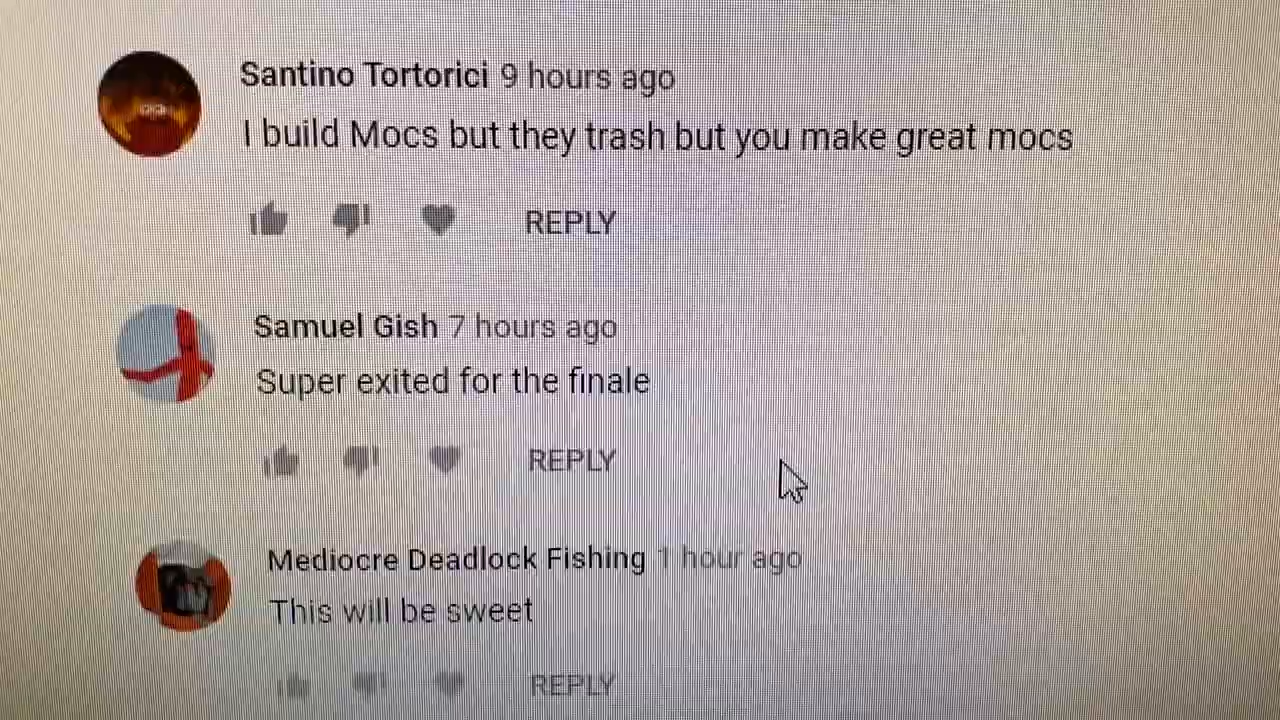 Santino Tortorici 9 hours ago
I build Mocs but they trash but you make great mocs
REPLY
Samuel Gish 7 hours ago
Super exited for the finale
REPLY
Mediocre Deadlock Fishing 1 hour ago
This will be sweet
REPLY